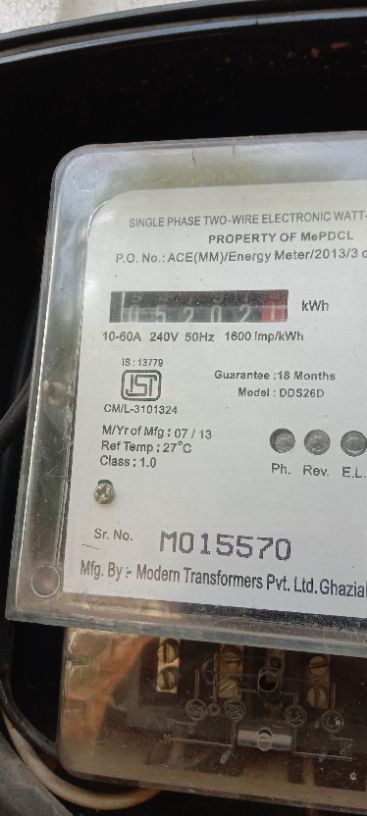 SINGLE PHASE TWO-WIRE ELECTRONIC WATT-
PROPERTY OF MePDCL
P.O. No.: ACE(MM)/Energy Meter/2013/3
05202 kWh
10-60A 240V 50Hz 1600 Imp/kWh
IS : 13779
ISI
CM/L-3101324
Guarantee :18 Months
Model : DDS26D
M/Yr of Mfg : 07 / 13
Ref Temp : 27°C
Class : 1.0
Ph. Rev. E.L.
Sr. No. M015570
Mfg. By :- Modern Transformers Pvt. Ltd. Ghazia